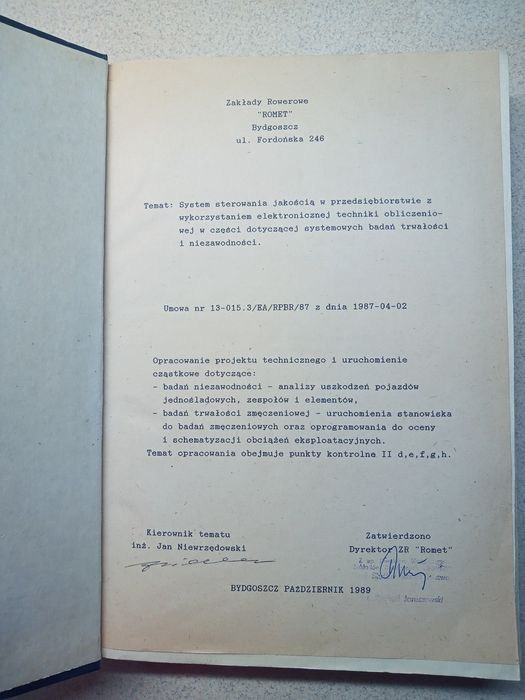 Zakłady Rowerowe
"ROMET"
Bydgoszcz
ul. Fordońska 246
Temat: System sterowania jakością w przedsiębiorstwie z
wykorzystaniem elektronicznej techniki obliczenio-
wej w części dotyczącej systemowych badań trwałości
i niezawodności.
Umowa nr 13-015.3/EA/RPBR/87 z dnia 1987-04-02
Opracowanie projektu technicznego i uruchomienie
cząstkowe dotyczące:
- badań niezawodności - analizy uszkodzeń pojazdów
jednośladowych, zespołów i elementów,
- badań trwałości zmęczeniowej - uruchomienia stanowiska
do badań zmęczeniowych oraz oprogramowania do oceny
i schematyzacji obciążeń eksploatacyjnych.
Temat opracowania obejmuje punkty kontrolne II d,e,f,g,h.
Kierownik tematu
inż. Jan Niewrzędowski
Zatwierdzono
Dyrektor ZR "Romet"
BYDGOSZCZ PAŹDZIERNIK 1989